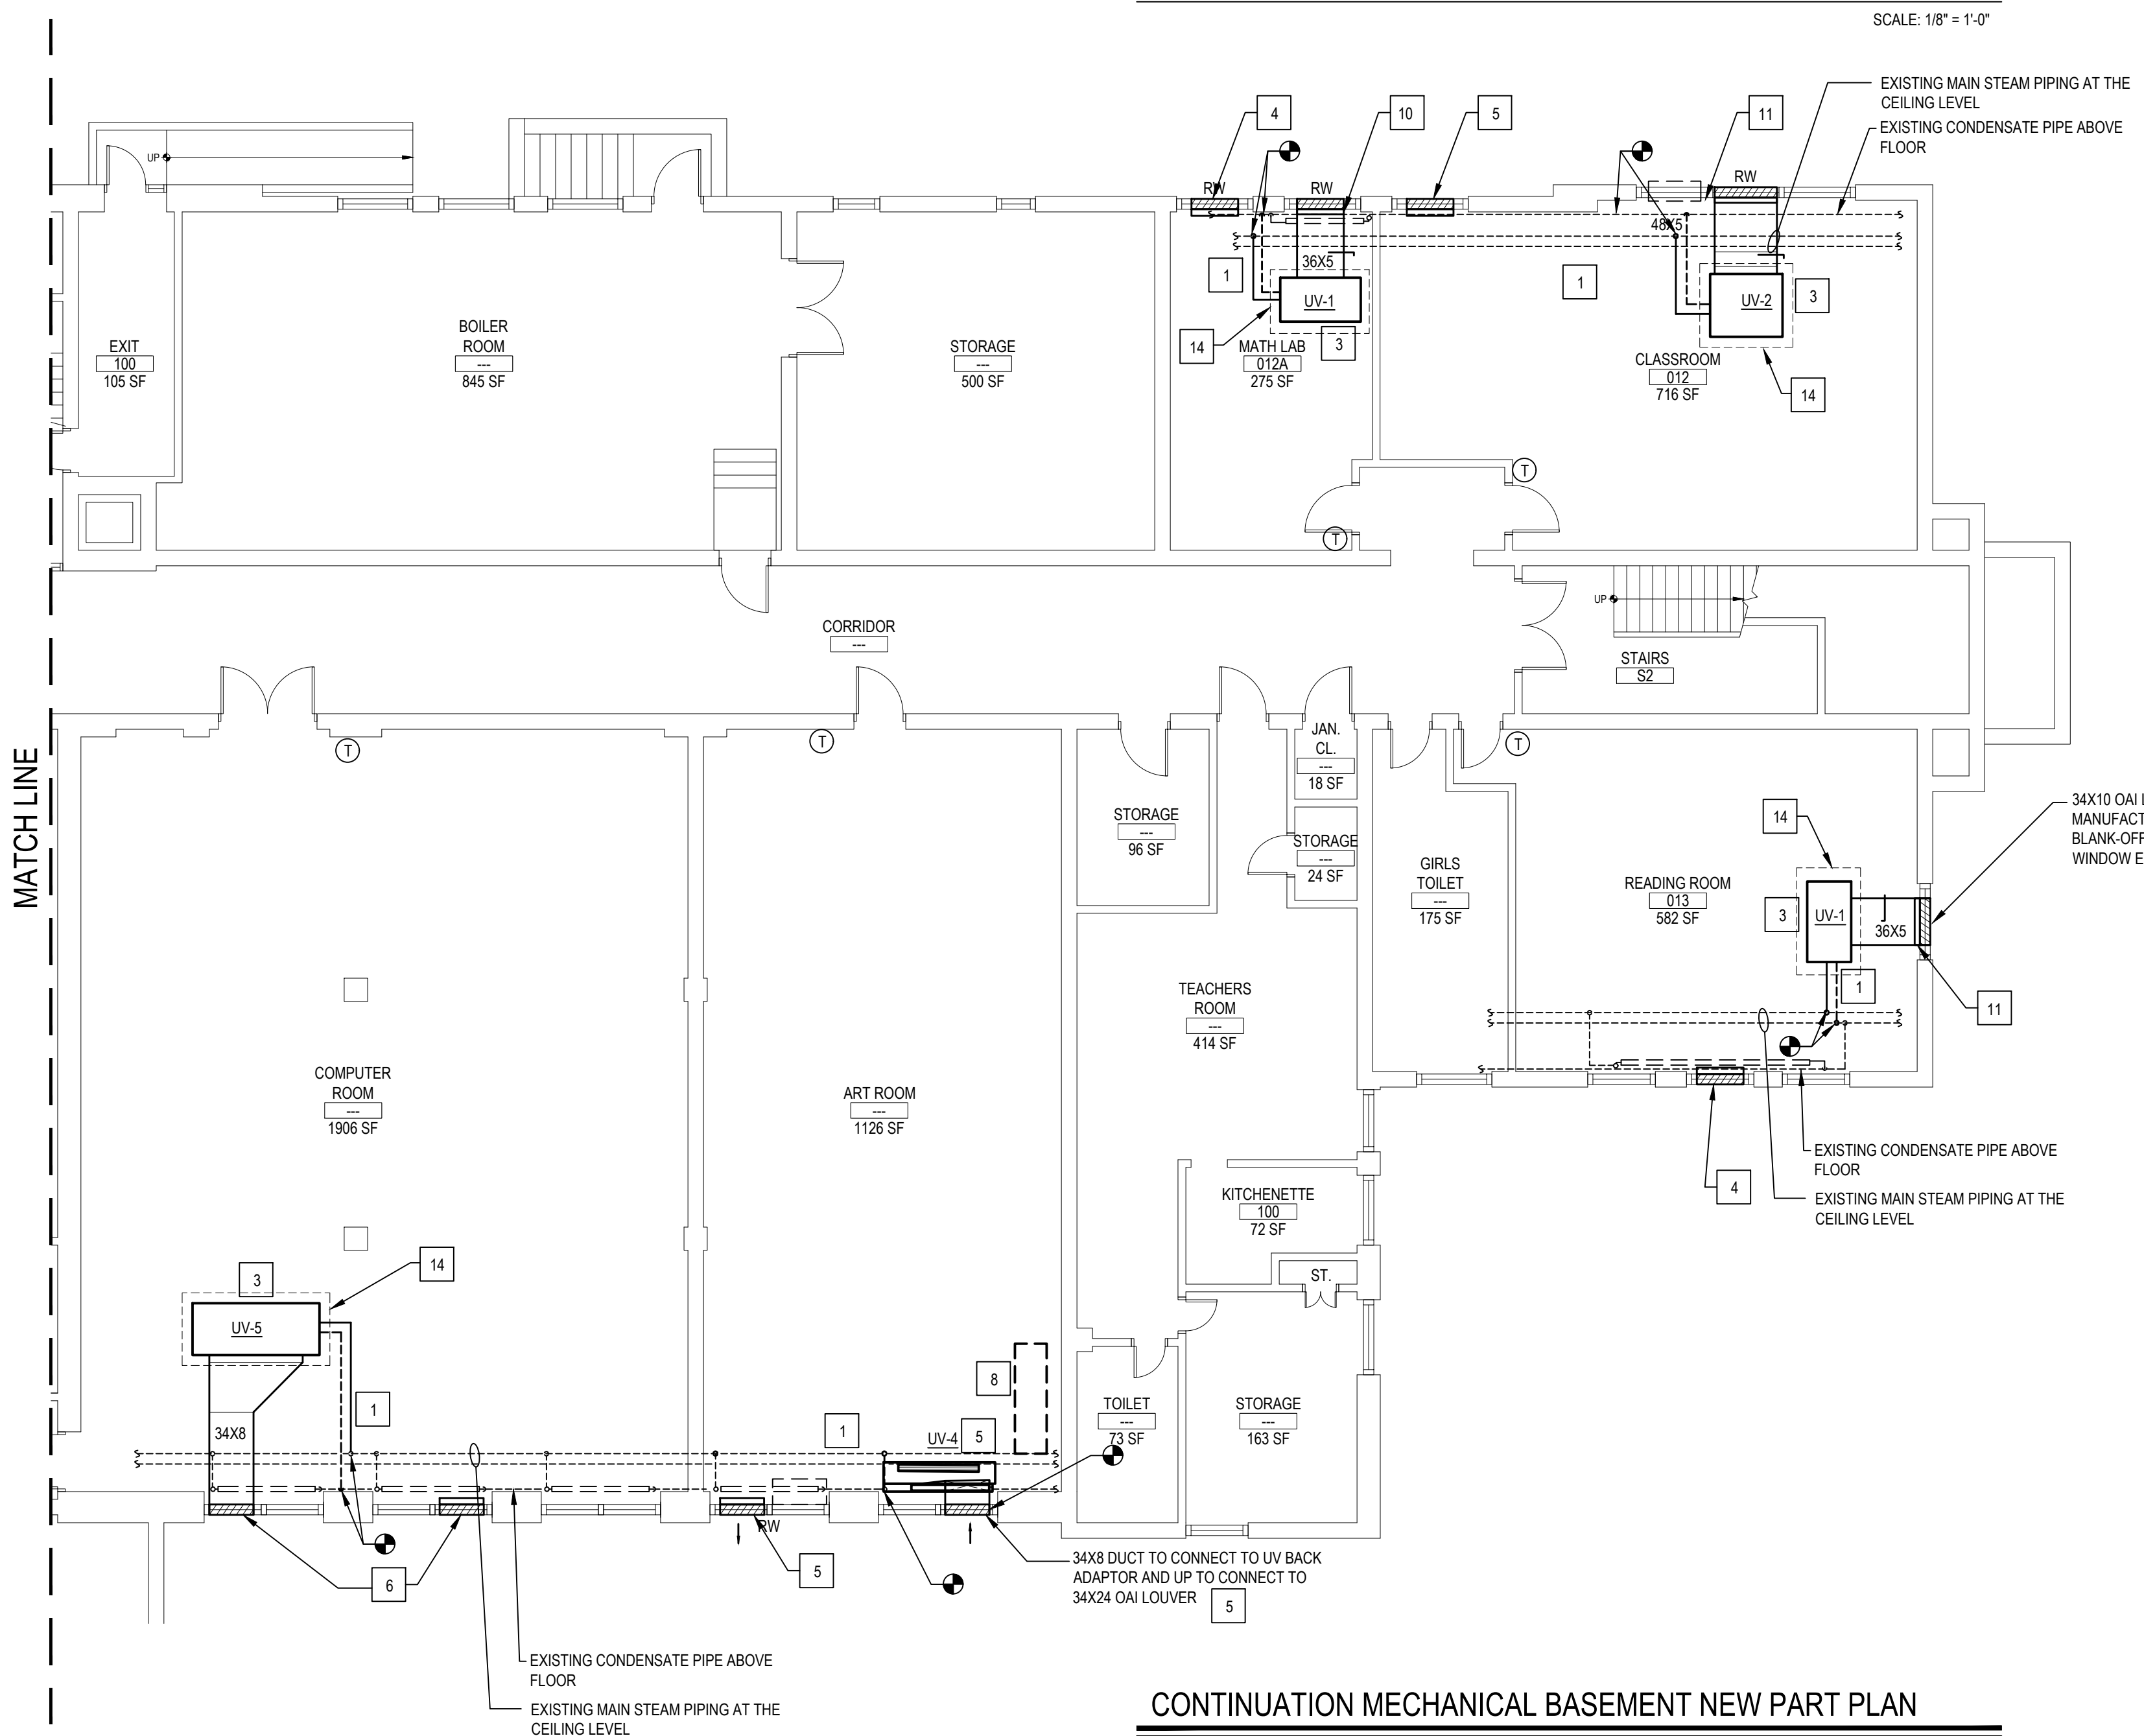 SCALE: 1/8" = 1'-0"
EXISTING MAIN STEAM PIPING AT THE
CEILING LEVEL
EXISTING CONDENSATE PIPE ABOVE
FLOOR
4
10
5
11
UP
RW
RW
RW
48X5
36X5
1
1
UV-1
UV-2
3
3
14
14
EXIT
100
105 SF
BOILER
ROOM
---
845 SF
STORAGE
---
500 SF
MATH LAB
012A
275 SF
CLASSROOM
012
716 SF
T
T
UP
CORRIDOR
---
STAIRS
S2
MATCH LINE
T
T
T
JAN.
CL.
---
18 SF
STORAGE
---
96 SF
STORAGE
---
24 SF
GIRLS
TOILET
---
175 SF
14
34X10 OAI L
MANUFACT
BLANK-OFF
WINDOW E
READING ROOM
013
582 SF
3
UV-1
36X5
1
11
TEACHERS
ROOM
---
414 SF
COMPUTER
ROOM
---
1906 SF
ART ROOM
---
1126 SF
EXISTING CONDENSATE PIPE ABOVE
FLOOR
4
EXISTING MAIN STEAM PIPING AT THE
CEILING LEVEL
KITCHENETTE
100
72 SF
ST.
3
14
UV-5
8
1
34X8
1
UV-4
5
TOILET
---
73 SF
STORAGE
---
163 SF
RW
6
5
34X8 DUCT TO CONNECT TO UV BACK
ADAPTOR AND UP TO CONNECT TO
34X24 OAI LOUVER
5
EXISTING CONDENSATE PIPE ABOVE
FLOOR
EXISTING MAIN STEAM PIPING AT THE
CEILING LEVEL
CONTINUATION MECHANICAL BASEMENT NEW PART PLAN